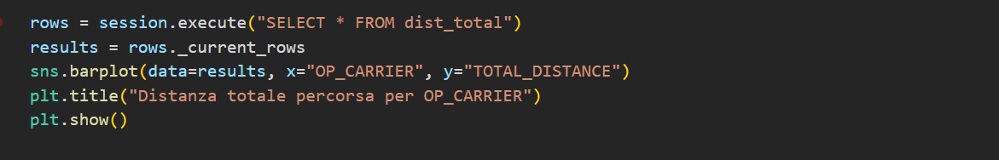 rows = session.execute("SELECT * FROM dist_total")
results = rows._current_rows
sns.barplot(data=results, x="OP_CARRIER", y="TOTAL_DISTANCE")
plt.title("Distanza totale percorsa per OP_CARRIER")
plt.show()